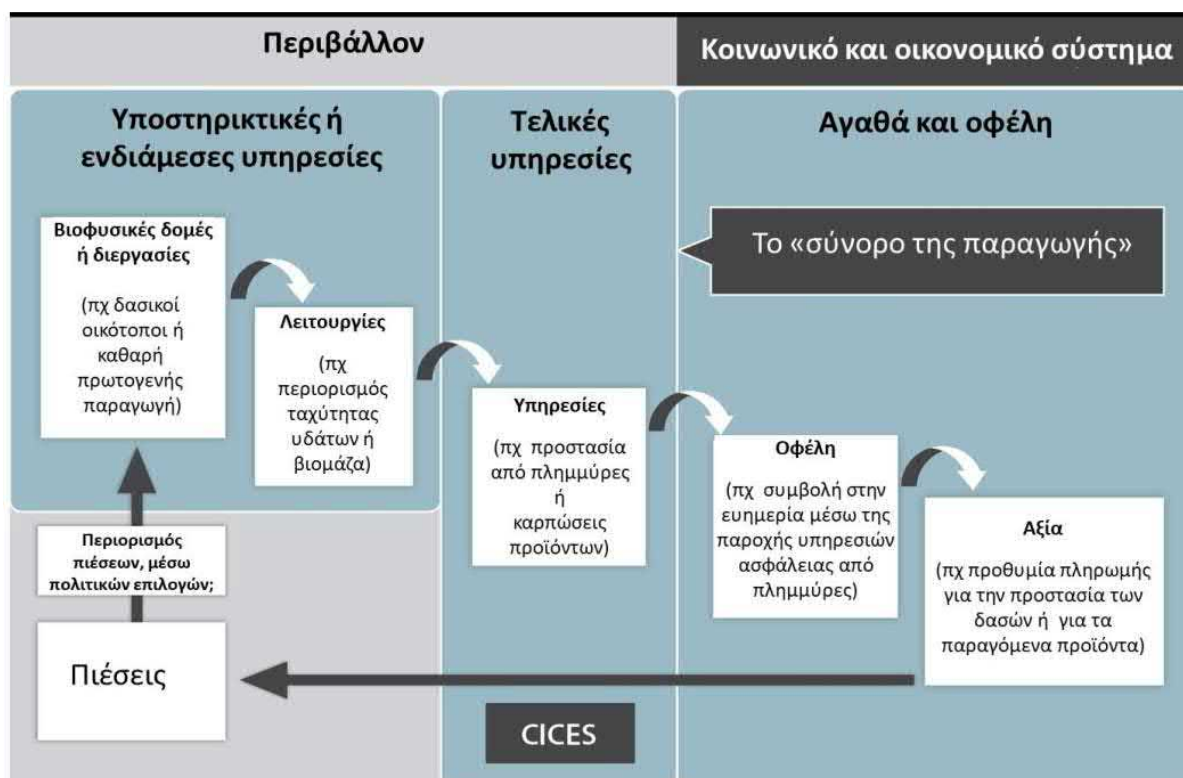 Περιβάλλον
Κοινωνικό και οικονομικό σύστημα
Υποστηρικτικές ή
ενδιάμεσες υπηρεσίες
Τελικές
υπηρεσίες
Αγαθά και οφέλη
Το «σύνορο της παραγωγής»
Βιοφυσικές δομές
ή διεργασίες
(πχ δασικοί
οικότοποι ή
καθαρή
πρωτογενής
παραγωγή)
Λειτουργίες
(πχ
περιορισμός
ταχύτητας
υδάτων ή
βιομάζα)
Υπηρεσίες
(πχ προστασία
από πλημμύρες
ή
καρπώσεις
προϊόντων)
Οφέλη
(πχ συμβολή στην
ευημερία μέσω της
παροχής υπηρεσιών
ασφάλειας από
πλημμύρες)
Αξία
(πχ προθυμία πληρωμής
για την προστασία των
δασών ή για τα
παραγόμενα προϊόντα)
Περιορισμός
πιέσεων, μέσω
πολιτικών επιλογών;
Πιέσεις
CICES